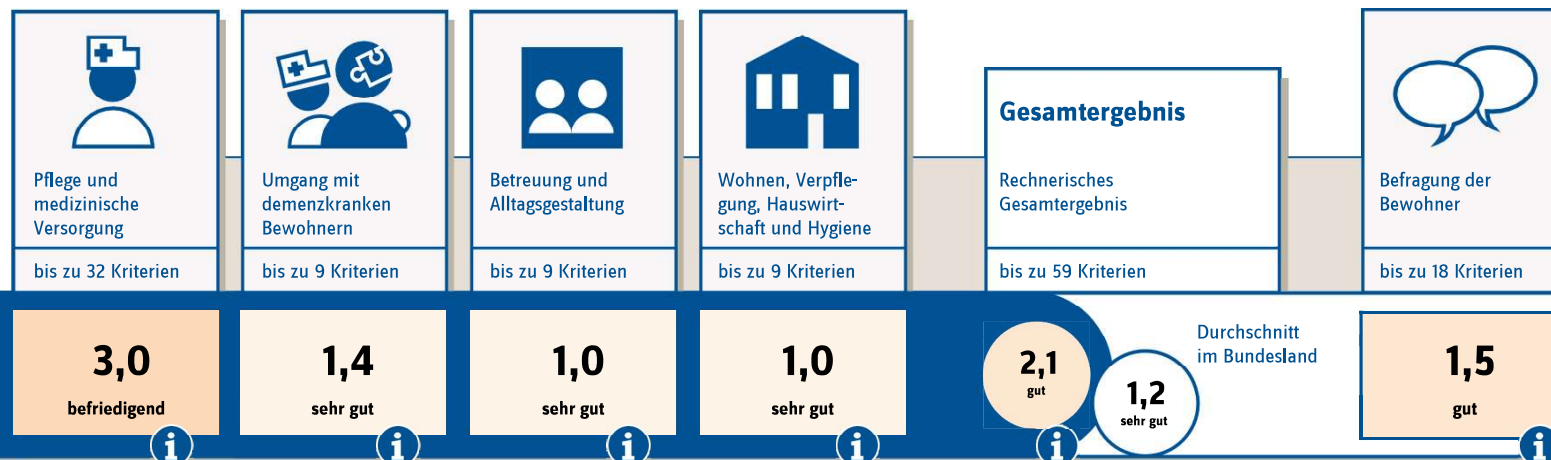 Pflege und
medizinische
Versorgung
bis zu 32 Kriterien
3,0
befriedigend
i
Umgang mit
demenzkranken
Bewohnern
bis zu 9 Kriterien
1,4
sehr gut
i
Betreuung und
Alltagsgestaltung
bis zu 9 Kriterien
1,0
sehr gut
i
Wohnen, Verpfle-
gung, Hauswirt-
schaft und Hygiene
bis zu 9 Kriterien
1,0
sehr gut
i
Gesamtergebnis
Rechnerisches
Gesamtergebnis
bis zu 59 Kriterien
2,1
gut
i
1,2
sehr gut
Durchschnitt
im Bundesland
Befragung der
Bewohner
bis zu 18 Kriterien
1,5
gut
i